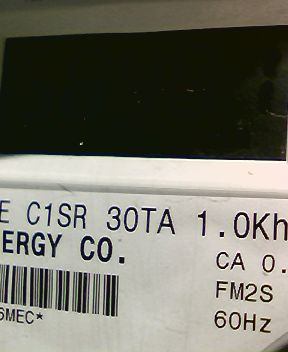 E C1SR 30TA 1.0Kh
ERGY CO.
CA 0.
FM2S
6MEC*
60Hz